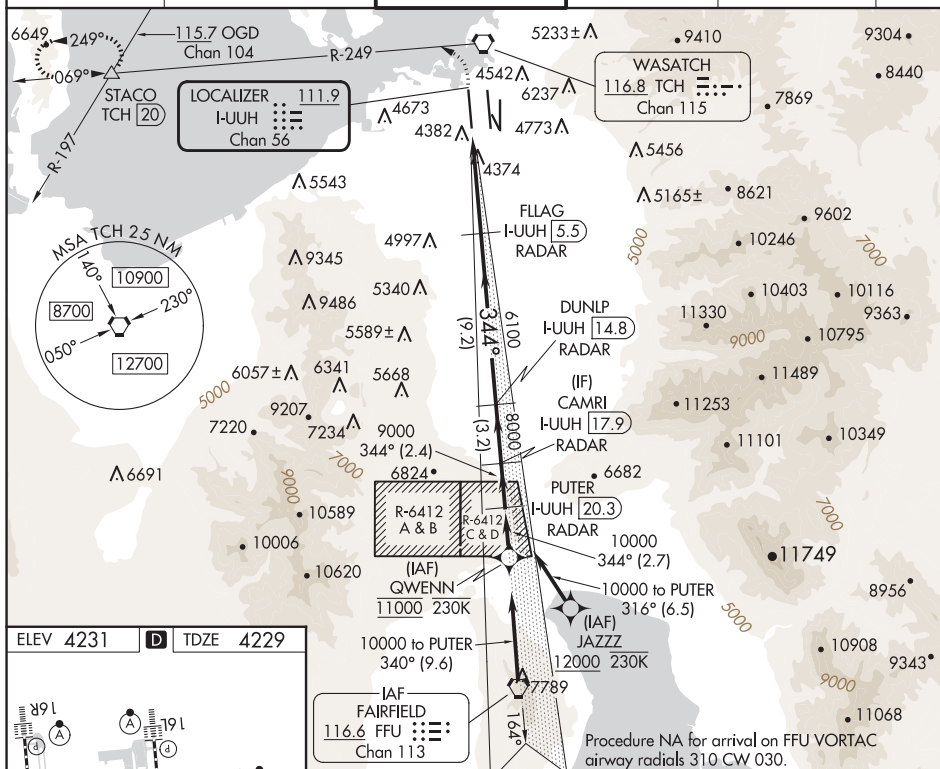 6649
249°
115.7 OGD
Chan 104
R-249
069°
STACO
TCH 20
R-197
LOCALIZER 111.9
I-UUH
Chan 56
5233±
9410
9304
WASATCH
116.8 TCH
Chan 115
8440
4542
6237
7869
4673
4382
4773
5456
4374
5543
5165±
8621
FLLAG
I-UUH 5.5
RADAR
9602
4997
5000
10246
7000
MSA TCH 25 NM
140°
10900
8700
230°
050°
12700
9345
5340
9486
5589±
344°
(9.2)
6100
DUNLP
I-UUH 14.8
RADAR
10403
10116
11330
9363
9000
10795
6057±
6341
5668
5000
9207
7220
7234
9000
344° (2.4)
(3.2)
8000
(IF)
CAMRI
I-UUH 17.9
RADAR
11489
11253
11101
10349
7000
6691
9000
6824
6682
R-6412
A & B
R-6412
C & D
PUTER
I-UUH 20.3
RADAR
10000
344° (2.7)
7000
10589
10006
10620
11749
(IAF)
QWENN
11000 230K
10000 to PUTER
316° (6.5)
8956
5000
(IAF)
JAZZZ
12000 230K
10000 to PUTER
340° (9.6)
10908
9343
9000
ELEV 4231 D TDZE 4229
16R
A
P
A
16L
P
IAF
FAIRFIELD
116.6 FFU
Chan 113
7789
164°
11068
Procedure NA for arrival on FFU VORTAC
airway radials 310 CW 030.